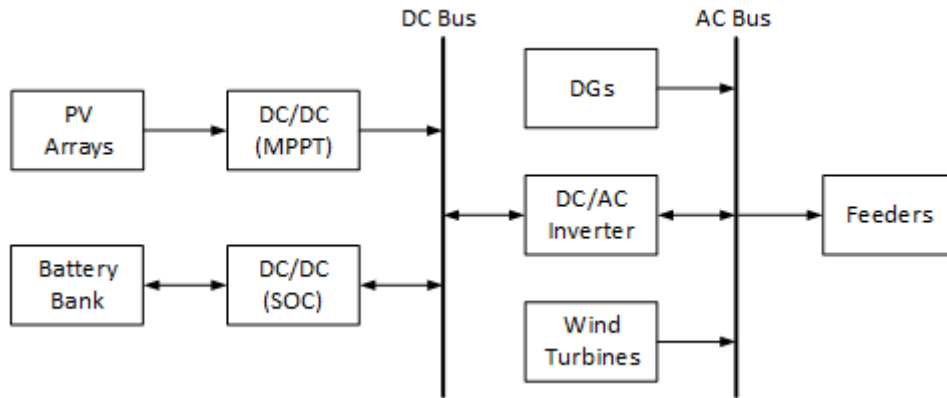 DC Bus
AC Bus
PV
Arrays
DC/DC
(MPPT)
DGs
DC/AC
Inverter
Feeders
Battery
Bank
DC/DC
(SOC)
Wind
Turbines